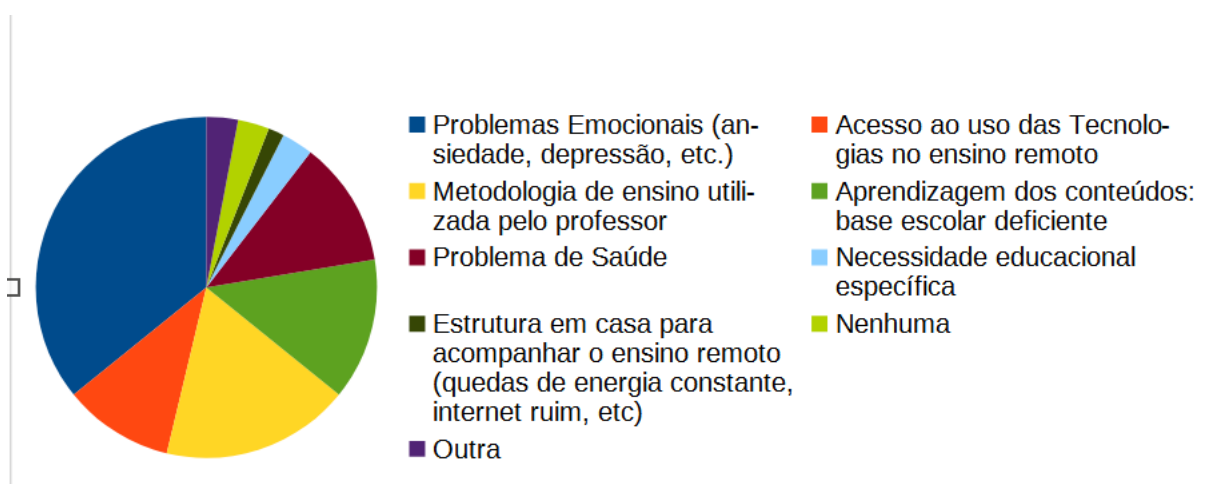 Problemas Emocionais (an-
siedade, depressão, etc.)
Acesso ao uso das Tecnolo-
gias no ensino remoto
Metodologia de ensino utili-
zada pelo professor
Aprendizagem dos conteúdos:
base escolar deficiente
Problema de Saúde
Necessidade educacional
específica
Estrutura em casa para
acompanhar o ensino remoto
(quedas de energia constante,
internet ruim, etc)
Nenhuma
Outra